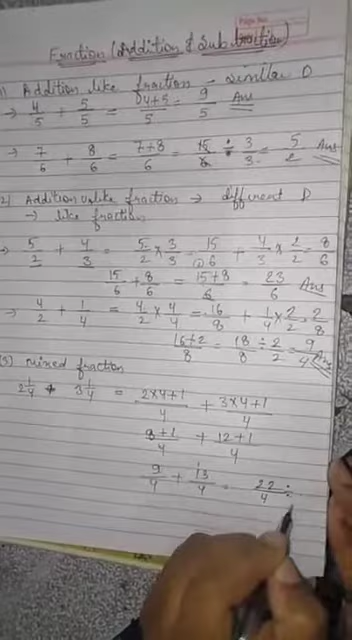 Page No.
Fraction (Addition & Subtraction)
1) Addition like fraction - similar D
→ 4/5 + 5/5 = (4+5)/5 = 9/5 Ans
→ 7/6 + 8/6 = (7+8)/6 = 15/6 ÷ 3/3 = 5/2 Ans
2) Addition unlike fraction → different D
→ like fraction
→ 5/2 + 4/3 = 5/2 × 3/3 = 15/6 + 4/3 × 2/2 = 8/6
15/6 + 8/6 = (15+8)/6 = 23/6 Ans
→ 4/2 + 1/4 = 4/2 × 4/4 = 16/8 + 1/4 × 2/2 = 2/8
(16+2)/8 = 18/8 ÷ 2/2 = 9/4 Ans
(3) Mixed fraction
2 1/4 + 3 1/4 = (2×4+1)/4 + (3×4+1)/4
(8+1)/4 + (12+1)/4
9/4 + 13/4 = 22/4 ÷